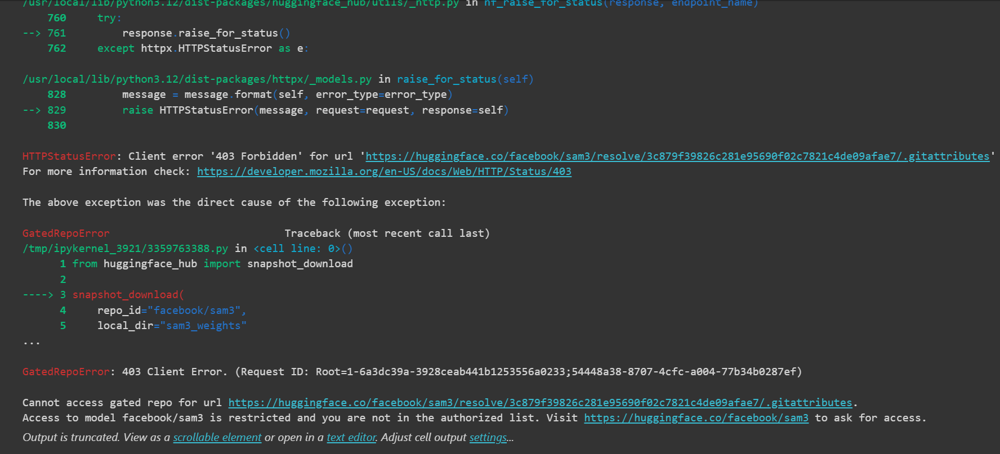 /usr/local/lib/python3.12/dist-packages/huggingface_hub/utils/_http.py in hf_raise_for_status(response, endpoint_name)
    760     try:
--> 761         response.raise_for_status()
    762     except httpx.HTTPStatusError as e:

/usr/local/lib/python3.12/dist-packages/httpx/_models.py in raise_for_status(self)
    828         message = message.format(self, error_type=error_type)
--> 829         raise HTTPStatusError(message, request=request, response=self)
    830

HTTPStatusError: Client error '403 Forbidden' for url 'https://huggingface.co/facebook/sam3/resolve/3c879f39826c281e95690f02c7821c4de09afae7/.gitattributes'
For more information check: https://developer.mozilla.org/en-US/docs/Web/HTTP/Status/403

The above exception was the direct cause of the following exception:

GatedRepoError                            Traceback (most recent call last)
/tmp/ipykernel_3921/3359763388.py in <cell line: 0>()
      1 from huggingface_hub import snapshot_download
      2
----> 3 snapshot_download(
      4     repo_id="facebook/sam3",
      5     local_dir="sam3_weights"
...

GatedRepoError: 403 Client Error. (Request ID: Root=1-6a3dc39a-3928ceab441b1253556a0233;54448a38-8707-4cfc-a004-77b34b0287ef)

Cannot access gated repo for url https://huggingface.co/facebook/sam3/resolve/3c879f39826c281e95690f02c7821c4de09afae7/.gitattributes.
Access to model facebook/sam3 is restricted and you are not in the authorized list. Visit https://huggingface.co/facebook/sam3 to ask for access.
Output is truncated. View as a scrollable element or open in a text editor. Adjust cell output settings...